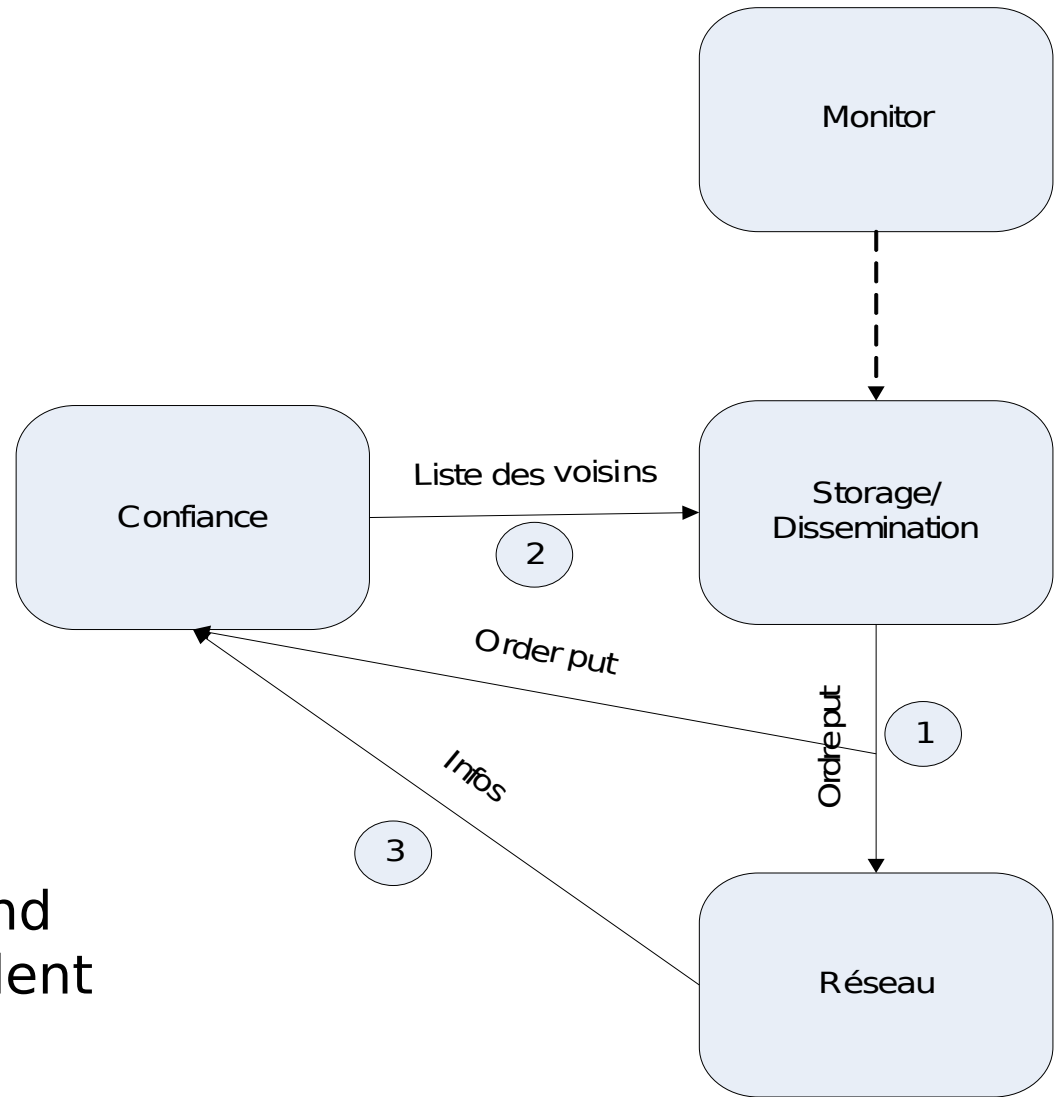 Monitor
Liste des voisins
Confiance
Storage/
Dissemination
2
Order put
Ordre put
1
Infos
3
nd
lent
Réseau